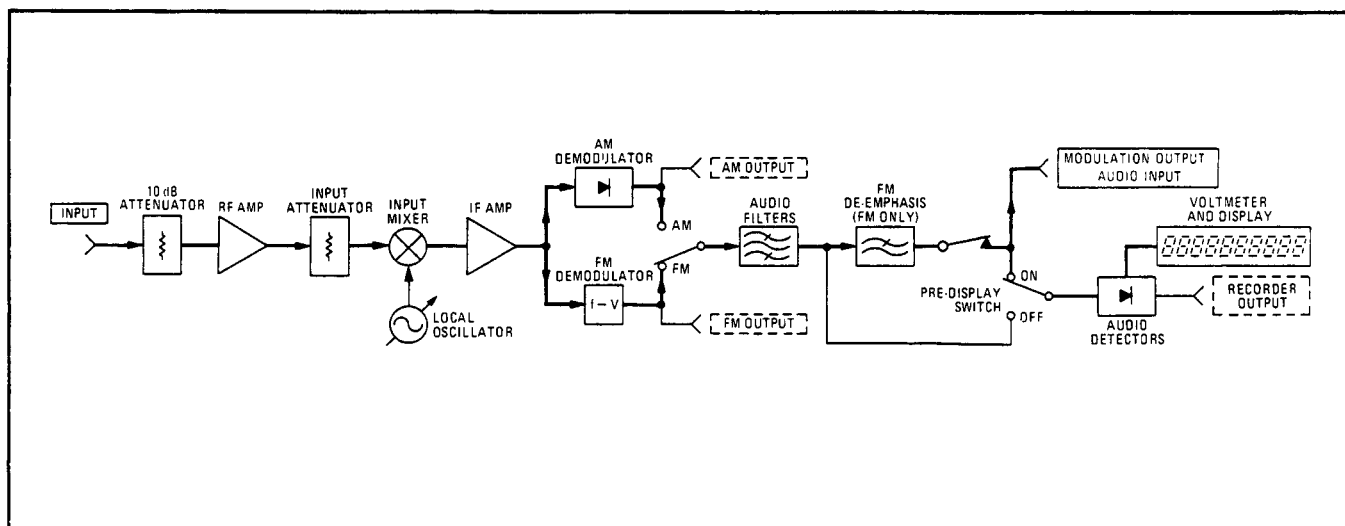 INPUT
10 dB
ATTENUATOR
RF AMP
INPUT
ATTENUATOR
INPUT
MIXER
LOCAL
OSCILLATOR
IF AMP
AM
DEMODULATOR
AM OUTPUT
AM
FM
FM
DEMODULATOR
f – V
FM OUTPUT
AUDIO
FILTERS
FM
DE-EMPHASIS
(FM ONLY)
MODULATION OUTPUT
AUDIO INPUT
ON
PRE-DISPLAY
SWITCH
OFF
VOLTMETER
AND DISPLAY
AUDIO
DETECTORS
RECORDER
OUTPUT